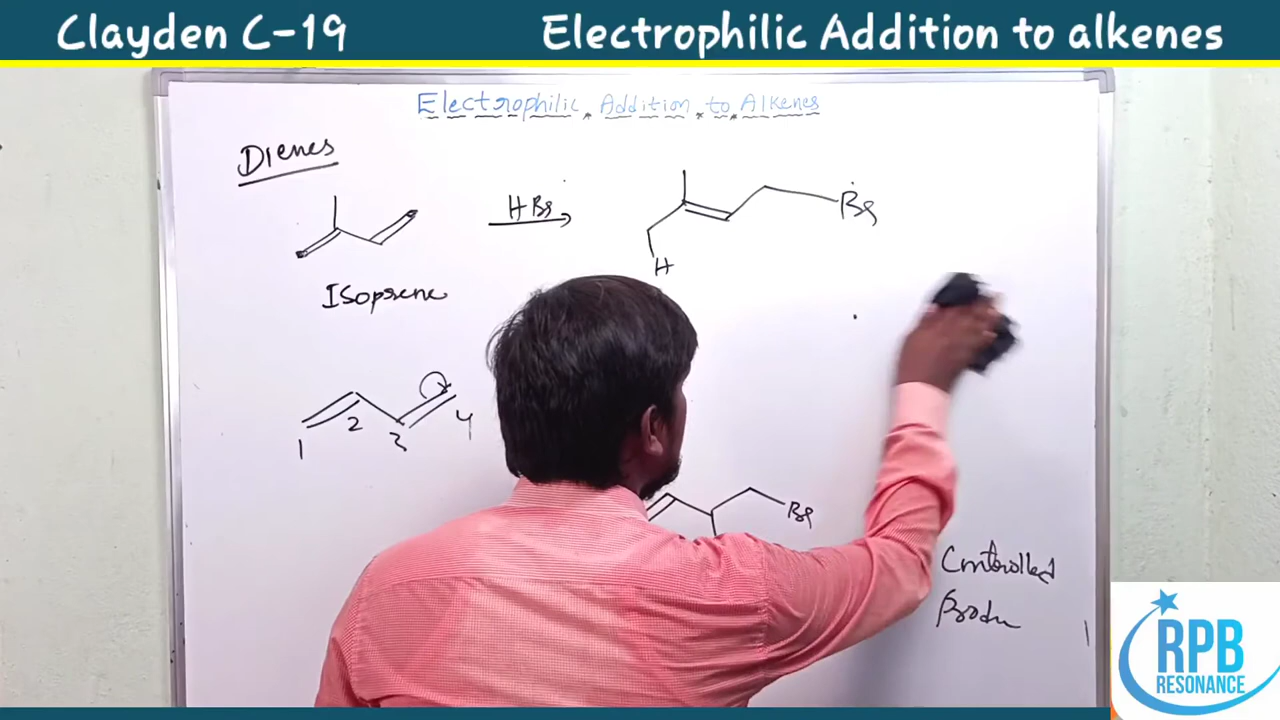 Clayden C-19 Electrophilic Addition to alkenes
Electrophilic Addition to Alkenes
Dienes
HBr
Br
H
Isoprene
1 2 3 4
Br
Controlled
RPB
RESONANCE